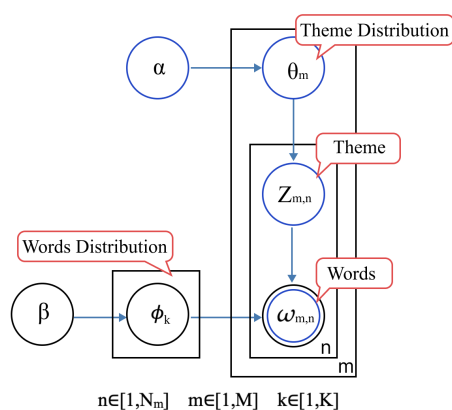 Theme Distribution
α
θm
Theme
Zm,n
Words Distribution
Words
β
ϕk
ωm,n
n
m
n∈[1,Nm] m∈[1,M] k∈[1,K]